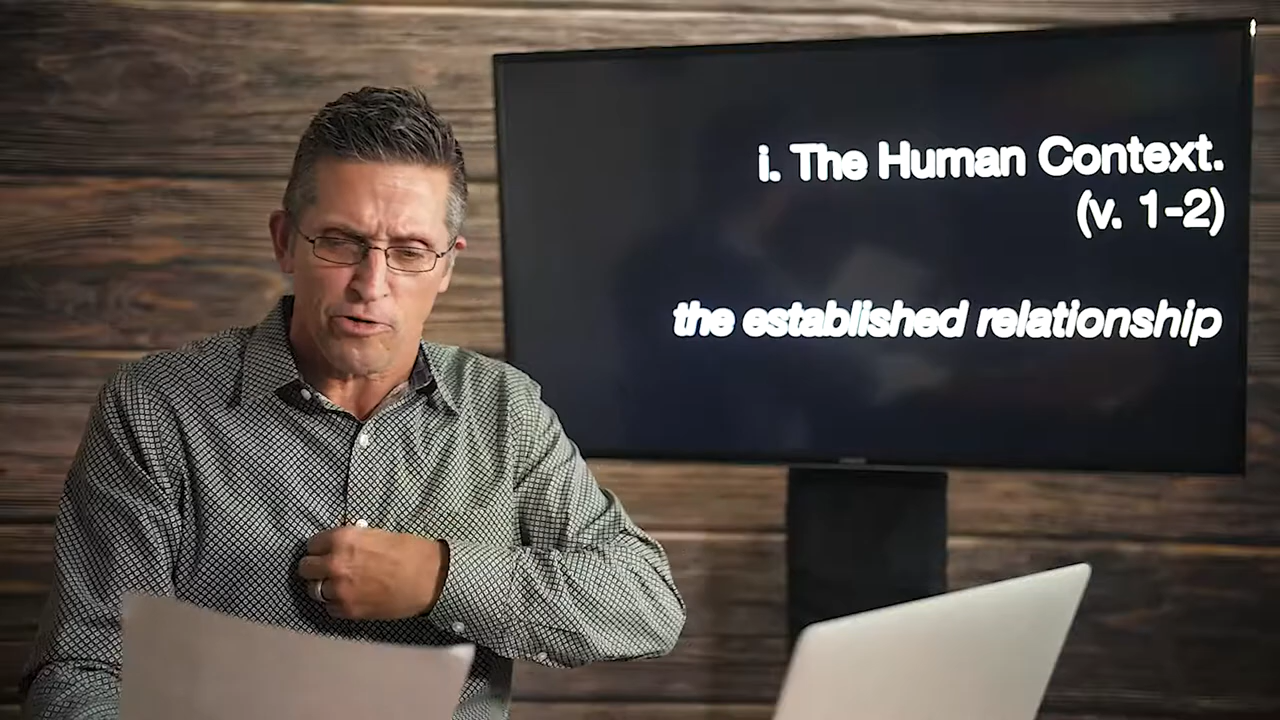 i. The Human Context.
(v. 1-2)
the established relationship